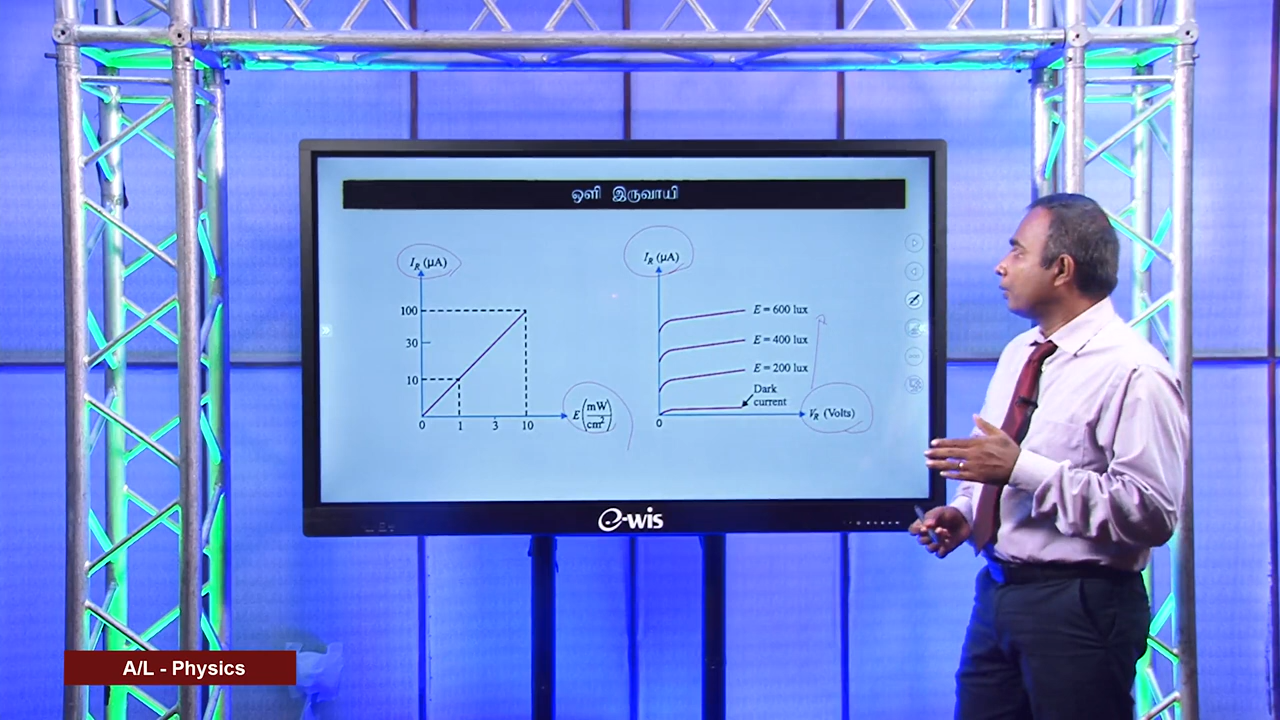 ஒளி இருவாயி
I_R (μA)
100
30
10
0 1 3 10
E (mW/cm²)
I_R (μA)
E = 600 lux
E = 400 lux
E = 200 lux
Dark
current
V_R (Volts)
0
e-wis
A/L - Physics